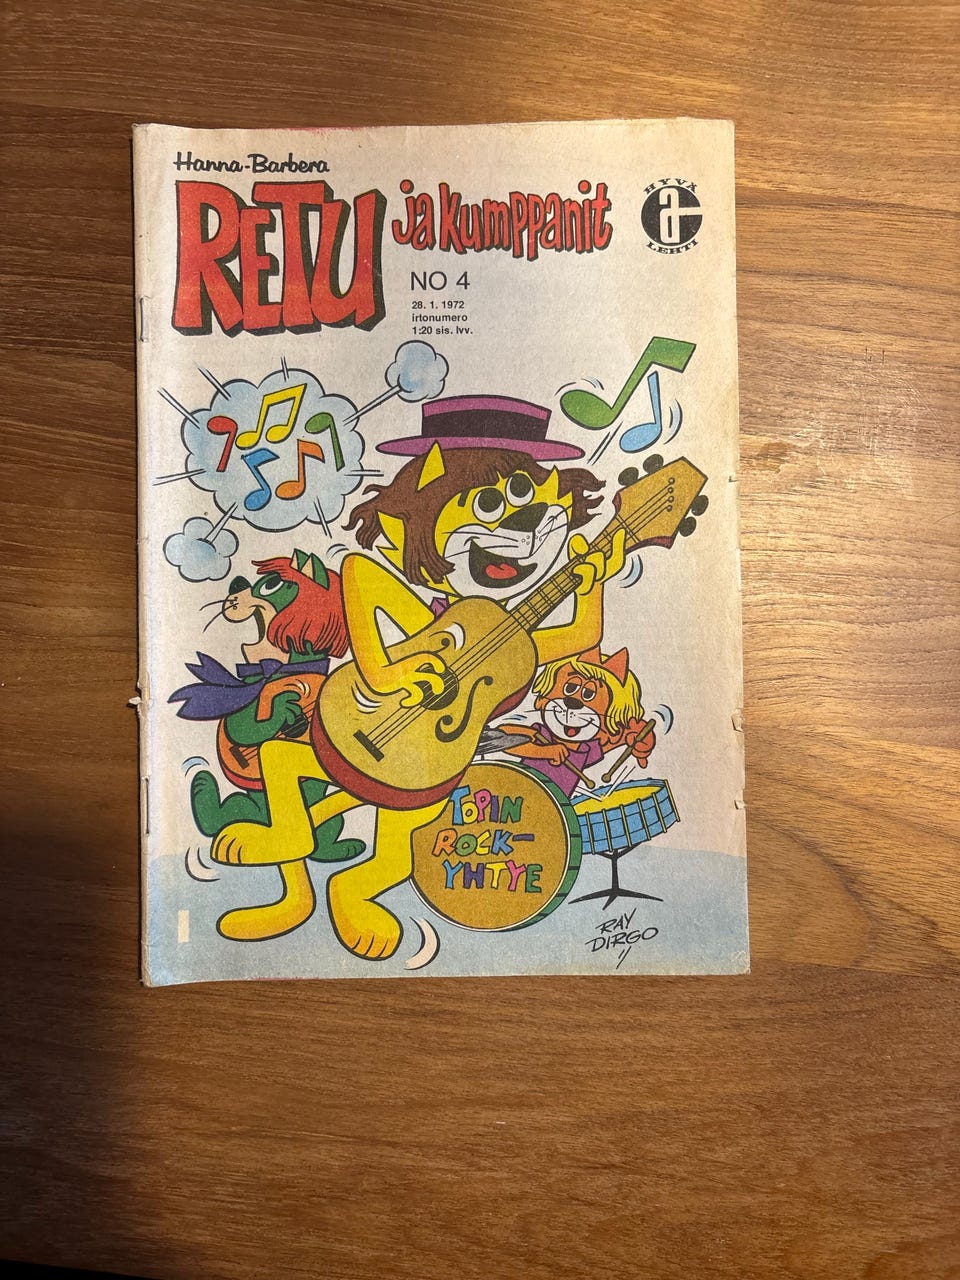 Hanna-Barbera
RETU ja kumppanit
HYVÄ
a
LEHTI
NO 4
28. 1. 1972
irtonumero
1:20 sis. lvv.
TOPIN
ROCK-
YHTYE
RAY
DIRGO